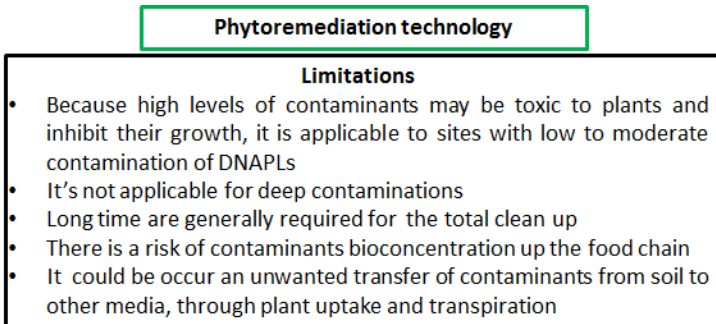 Phytoremediation technology
Limitations
• Because high levels of contaminants may be toxic to plants and
inhibit their growth, it is applicable to sites with low to moderate
contamination of DNAPLs
• It's not applicable for deep contaminations
• Long time are generally required for the total clean up
• There is a risk of contaminants bioconcentration up the food chain
• It could be occur an unwanted transfer of contaminants from soil to
other media, through plant uptake and transpiration